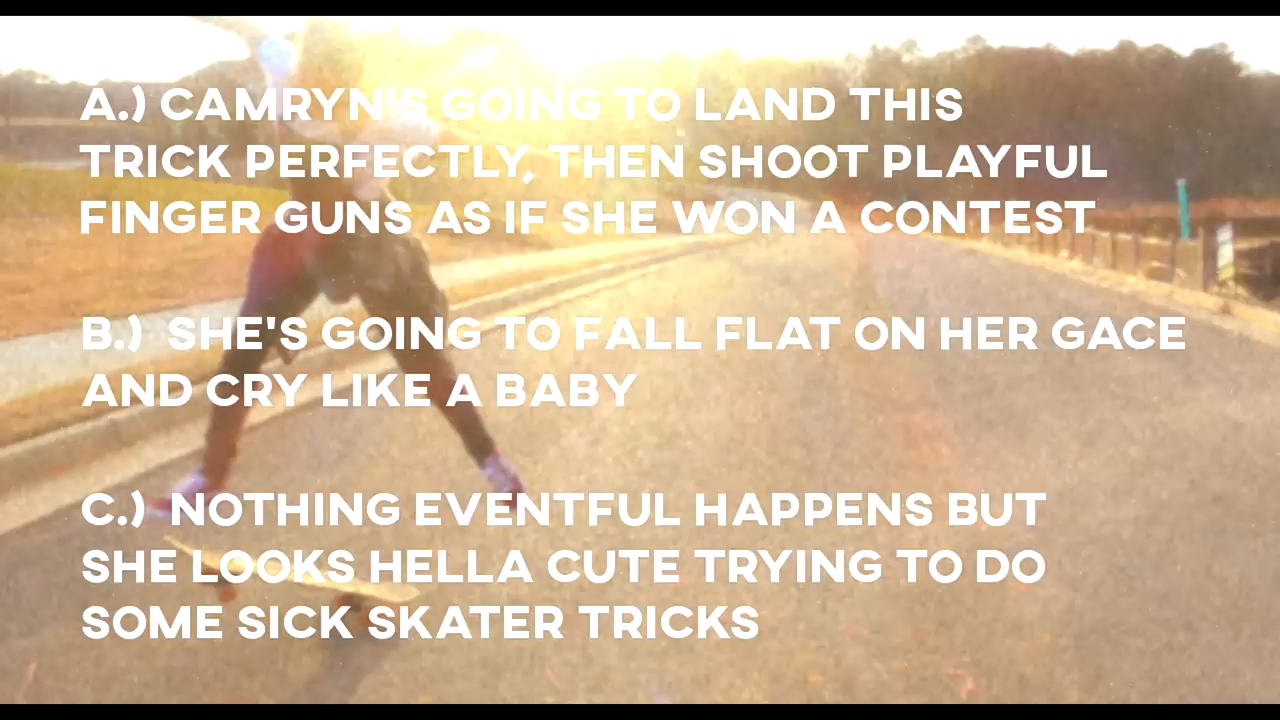 A.) CAMRYN'S GOING TO LAND THIS
TRICK PERFECTLY, THEN SHOOT PLAYFUL
FINGER GUNS AS IF SHE WON A CONTEST
B.) SHE'S GOING TO FALL FLAT ON HER GACE
AND CRY LIKE A BABY
C.) NOTHING EVENTFUL HAPPENS BUT
SHE LOOKS HELLA CUTE TRYING TO DO
SOME SICK SKATER TRICKS